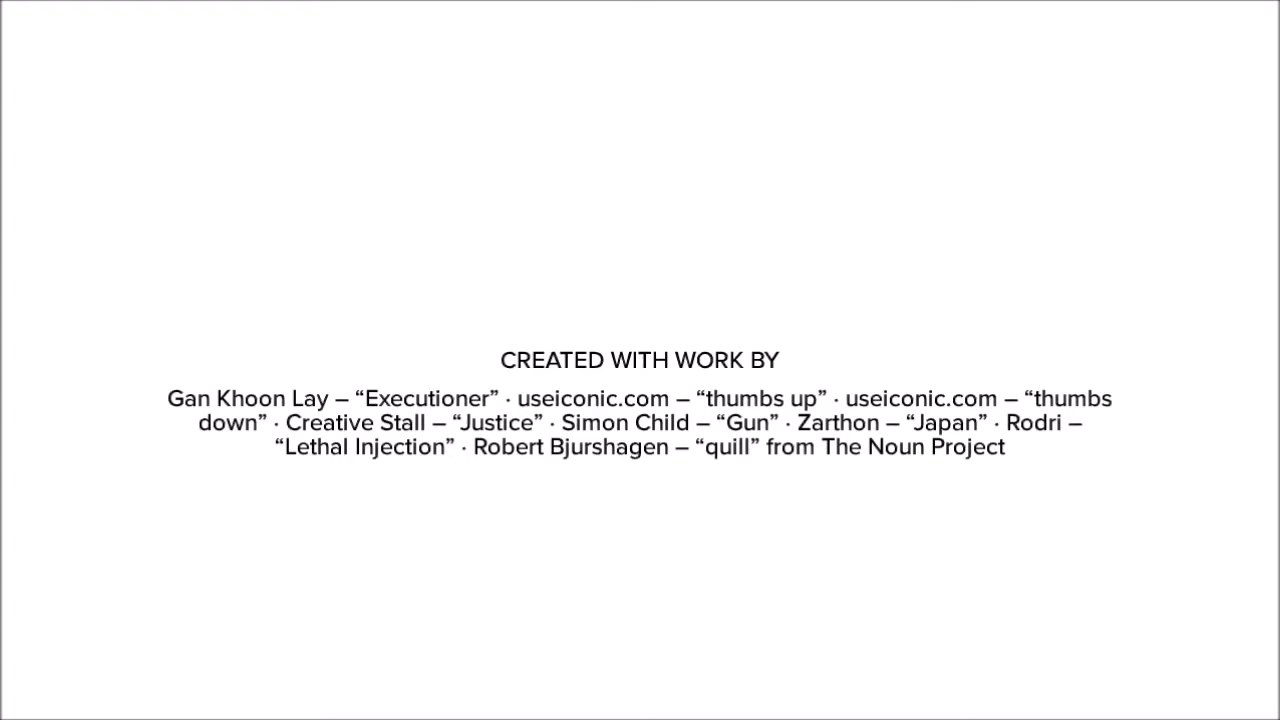 CREATED WITH WORK BY
Gan Khoon Lay – “Executioner” · useiconic.com – “thumbs up” · useiconic.com – “thumbs
down” · Creative Stall – “Justice” · Simon Child – “Gun” · Zarthon – “Japan” · Rodri –
“Lethal Injection” · Robert Bjurshagen – “quill” from The Noun Project